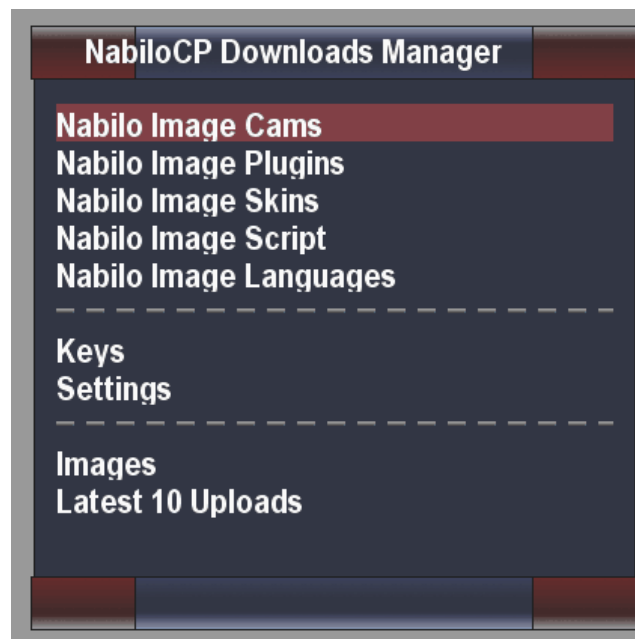 NabiloCP Downloads Manager
Nabilo Image Cams
Nabilo Image Plugins
Nabilo Image Skins
Nabilo Image Script
Nabilo Image Languages
Keys
Settings
Images
Latest 10 Uploads